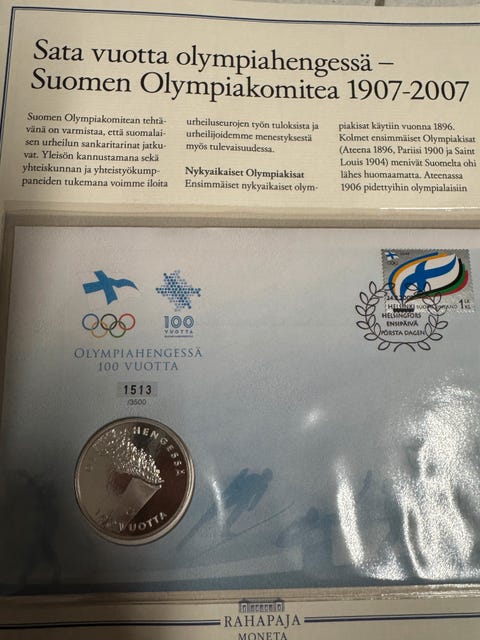 Sata vuotta olympiahengessä –
Suomen Olympiakomitea 1907-2007
Suomen Olympiakomitean tehtä-
vänä on varmistaa, että suomalai-
sen urheilun sankaritarinat jatku-
vat. Yleisön kannustamana sekä
yhteiskunnan ja yhteistyökump-
paneiden tukemana voimme iloita
urheiluseurojen työn tuloksista ja
urheilijoidemme menestyksestä
myös tulevaisuudessa.
Nykyaikaiset Olympiakisat
Ensimmäiset nykyaikaiset olym-
piakisat käytiin vuonna 1896.
Kolmet ensimmäiset Olympiakisat
(Ateena 1896, Pariisi 1900 ja Saint
Louis 1904) menivät Suomelta ohi
lähes huomaamatta. Ateenassa
1906 pidettyihin olympialaisiin
100
VUOTTA
OLYMPIAHENGESSÄ
100 VUOTTA
1513
/3500
1 LK
KL
HELSINKI
HELSINGFORS
ENSIPÄIVÄ
FÖRSTA DAGEN
OLYMPIAHENGESSÄ
VUOTTA
RAHAPAJA
MONETA